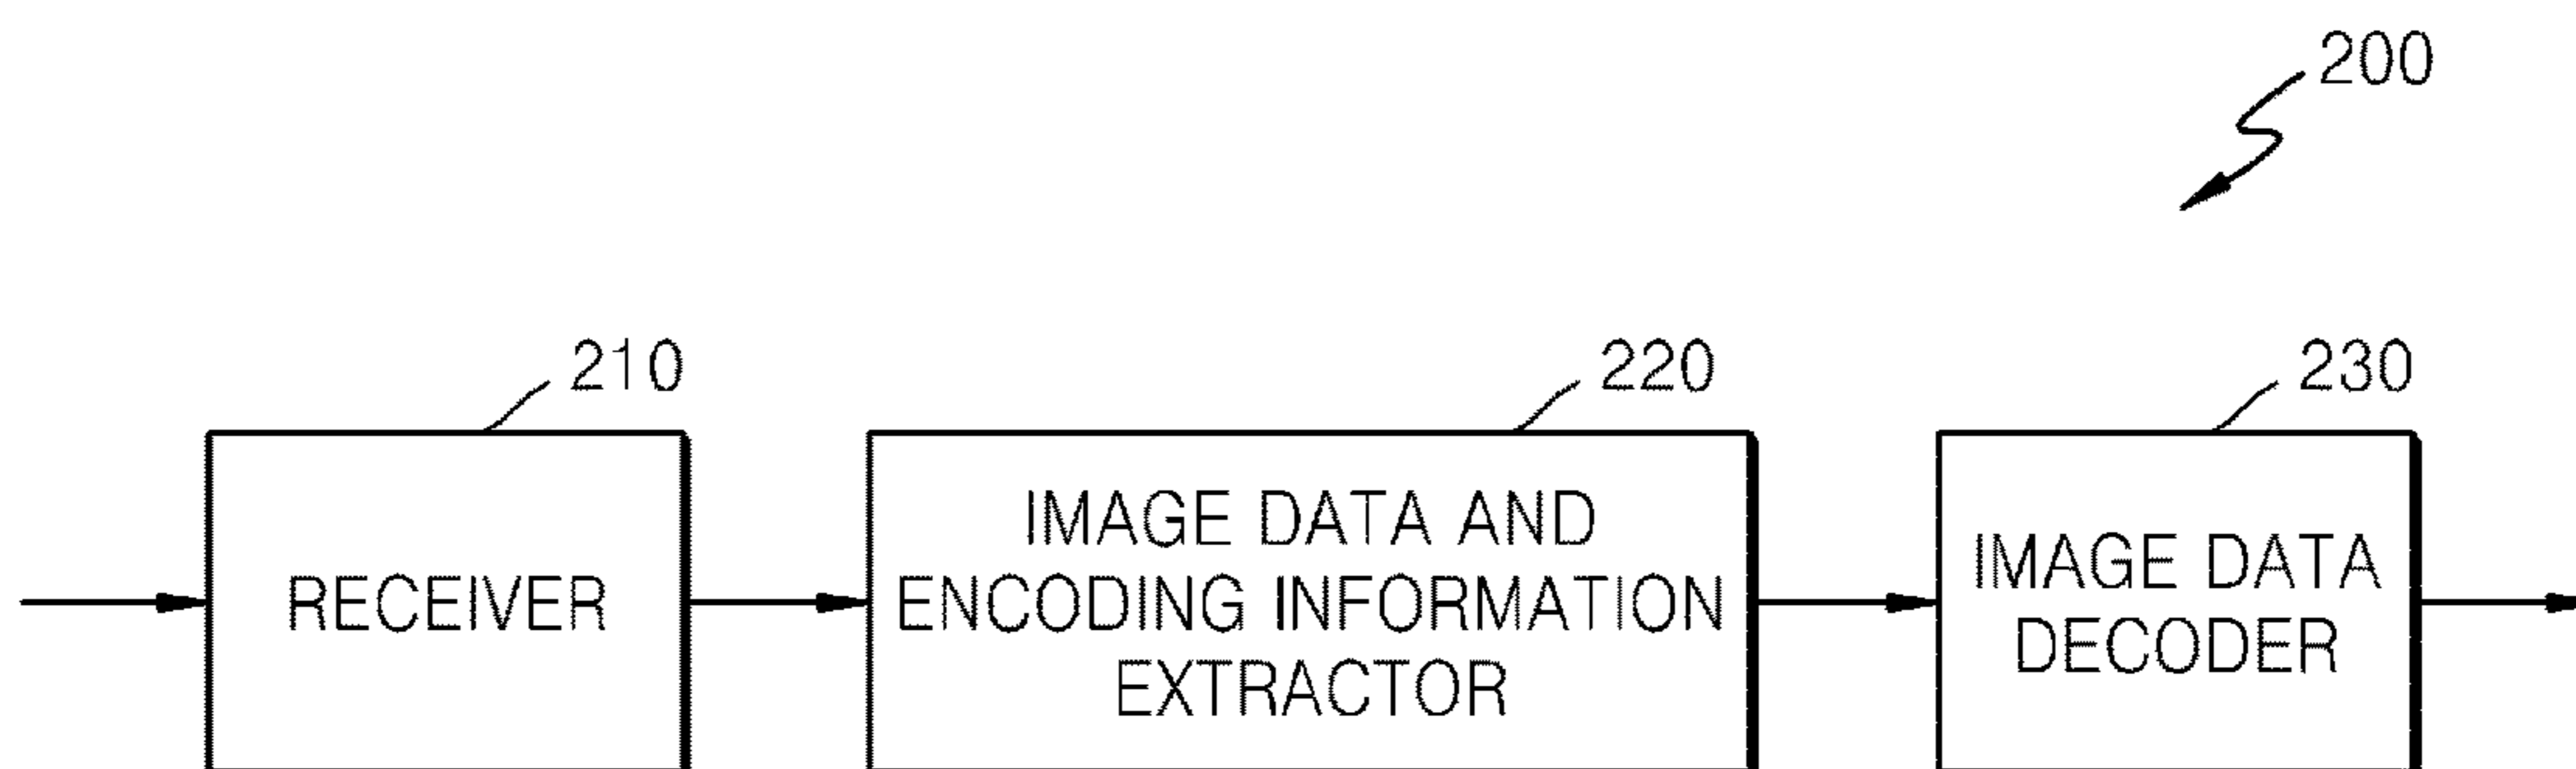 200
210
220
230
RECEIVER
IMAGE DATA AND
ENCODING INFORMATION
EXTRACTOR
IMAGE DATA
DECODER